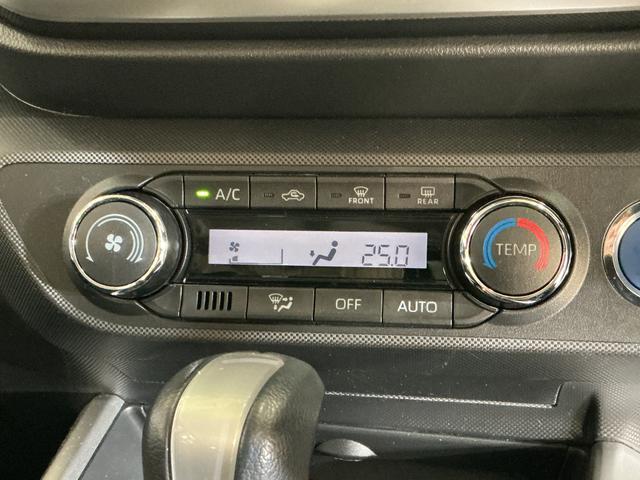 A/C
FRONT
REAR
25.0
TEMP
OFF
AUTO